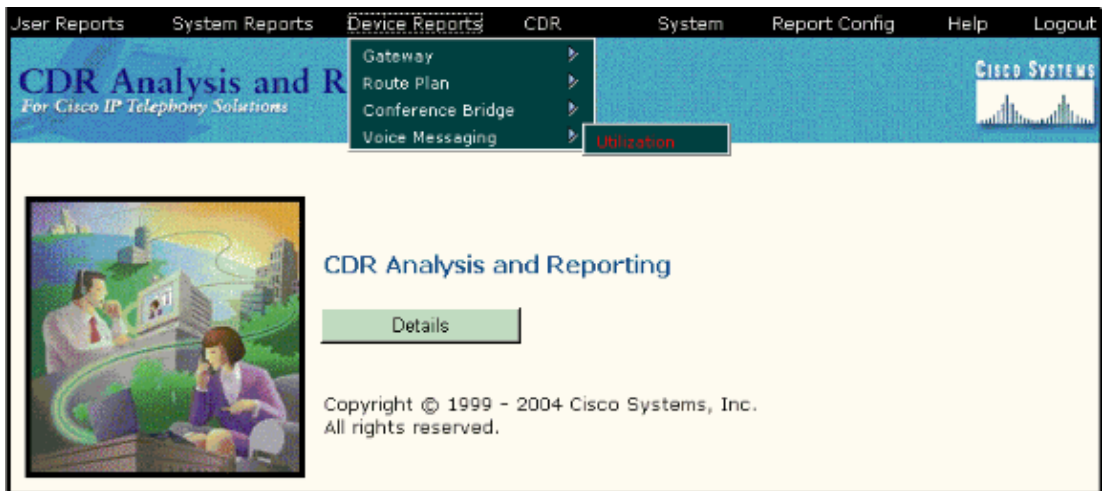 User Reports System Reports Device Reports CDR System Report Config Help Logout
Gateway
Route Plan
Conference Bridge
Voice Messaging
Utilization
CDR Analysis and R
For Cisco IP Telephony Solutions
CISCO SYSTEMS
CDR Analysis and Reporting
Details
Copyright © 1999 - 2004 Cisco Systems, Inc.
All rights reserved.